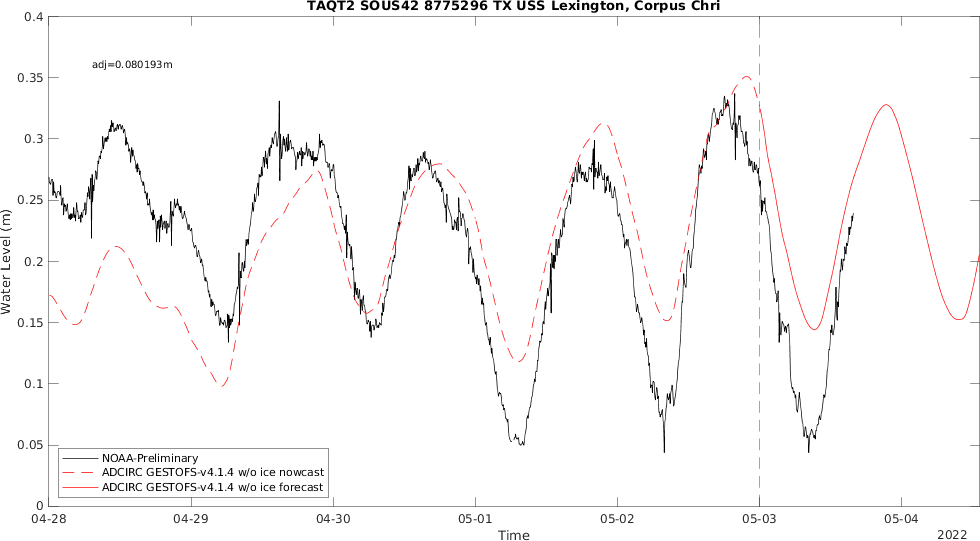 TAQT2 SOUS42 8775296 TX USS Lexington, Corpus Chri
0.4
0.35
0.3
0.25
0.2
0.15
0.1
0.05
0
Water Level (m)
adj=0.080193m
NOAA-Preliminary
ADCIRC GESTOFS-v4.1.4 w/o ice nowcast
ADCIRC GESTOFS-v4.1.4 w/o ice forecast
04-28 04-29 04-30 05-01 05-02 05-03 05-04
Time
2022